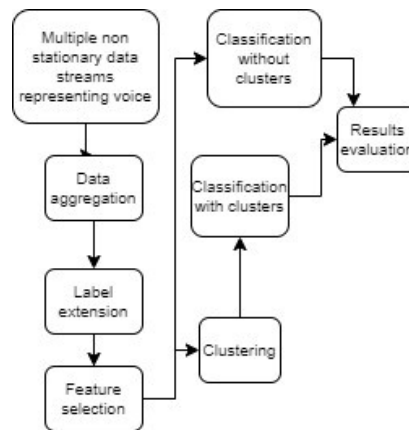 Multiple non
stationary data
streams
representing voice
Data
aggregation
Label
extension
Feature
selection
Classification
without
clusters
Classification
with clusters
Clustering
Results
evaluation